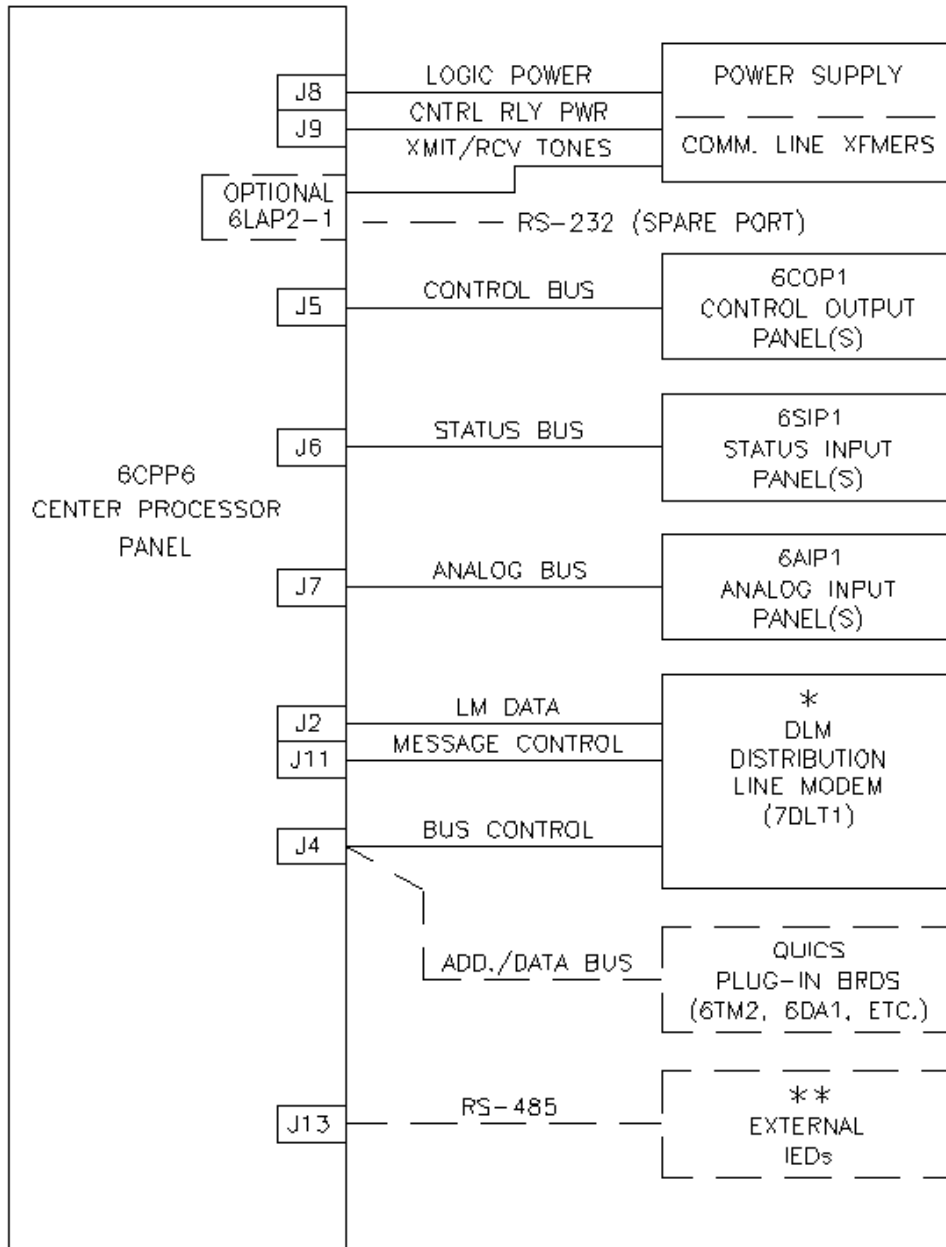 J8
LOGIC POWER
POWER SUPPLY
J9
CNTRL RLY PWR
XMIT/RCV TONES
COMM. LINE XFMERS
OPTIONAL
6LAP2-1
RS-232 (SPARE PORT)
J5
CONTROL BUS
6COP1
CONTROL OUTPUT
PANEL(S)
J6
STATUS BUS
6SIP1
STATUS INPUT
PANEL(S)
6CPP6
CENTER PROCESSOR
PANEL
J7
ANALOG BUS
6AIP1
ANALOG INPUT
PANEL(S)
J2
LM DATA
J11
MESSAGE CONTROL
J4
BUS CONTROL
*
DLM
DISTRIBUTION
LINE MODEM
(7DLT1)
ADD./DATA BUS
QUICS
PLUG-IN BRDS
(6TM2, 6DA1, ETC.)
J13
RS-485
**
EXTERNAL
IEDs